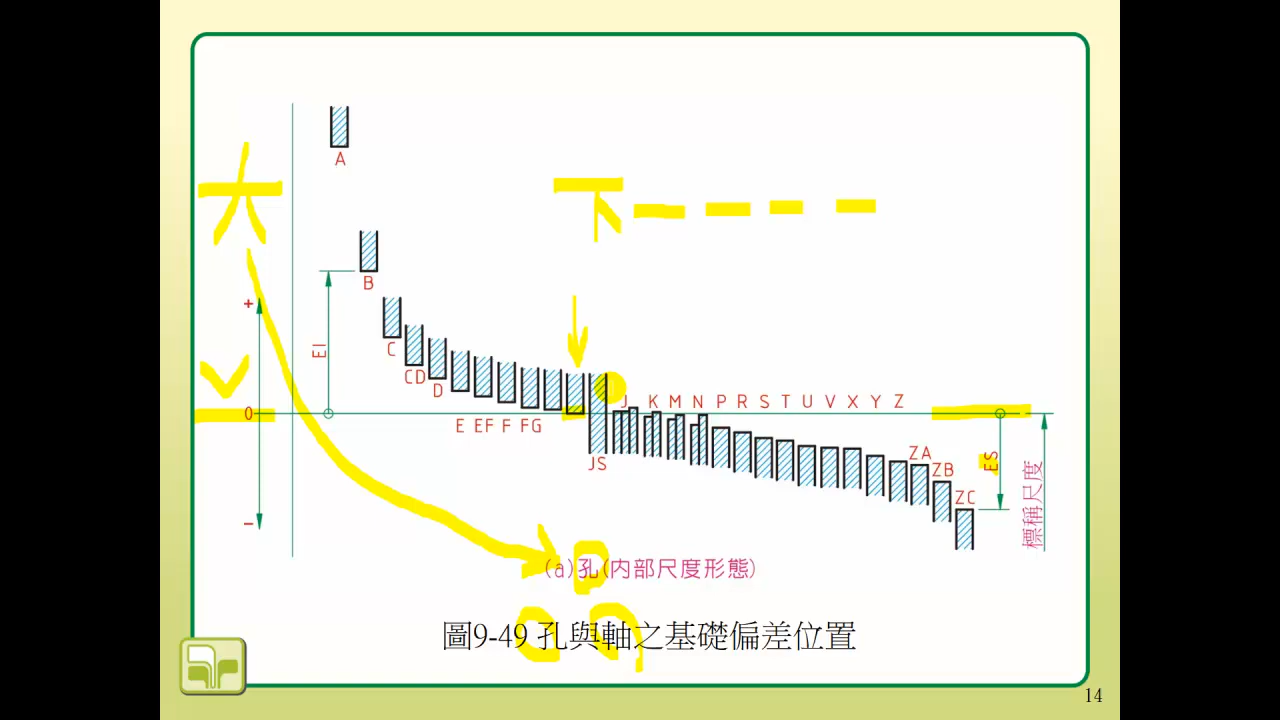 A
大
下
B
+
EI
C
CD
D
0
J K M N P R S T U V X Y Z
E EF F FG
JS
ZA
ZB
ZC
ES
標稱尺度
−
(a)孔(內部尺度形態)
圖9-49 孔與軸之基礎偏差位置
14